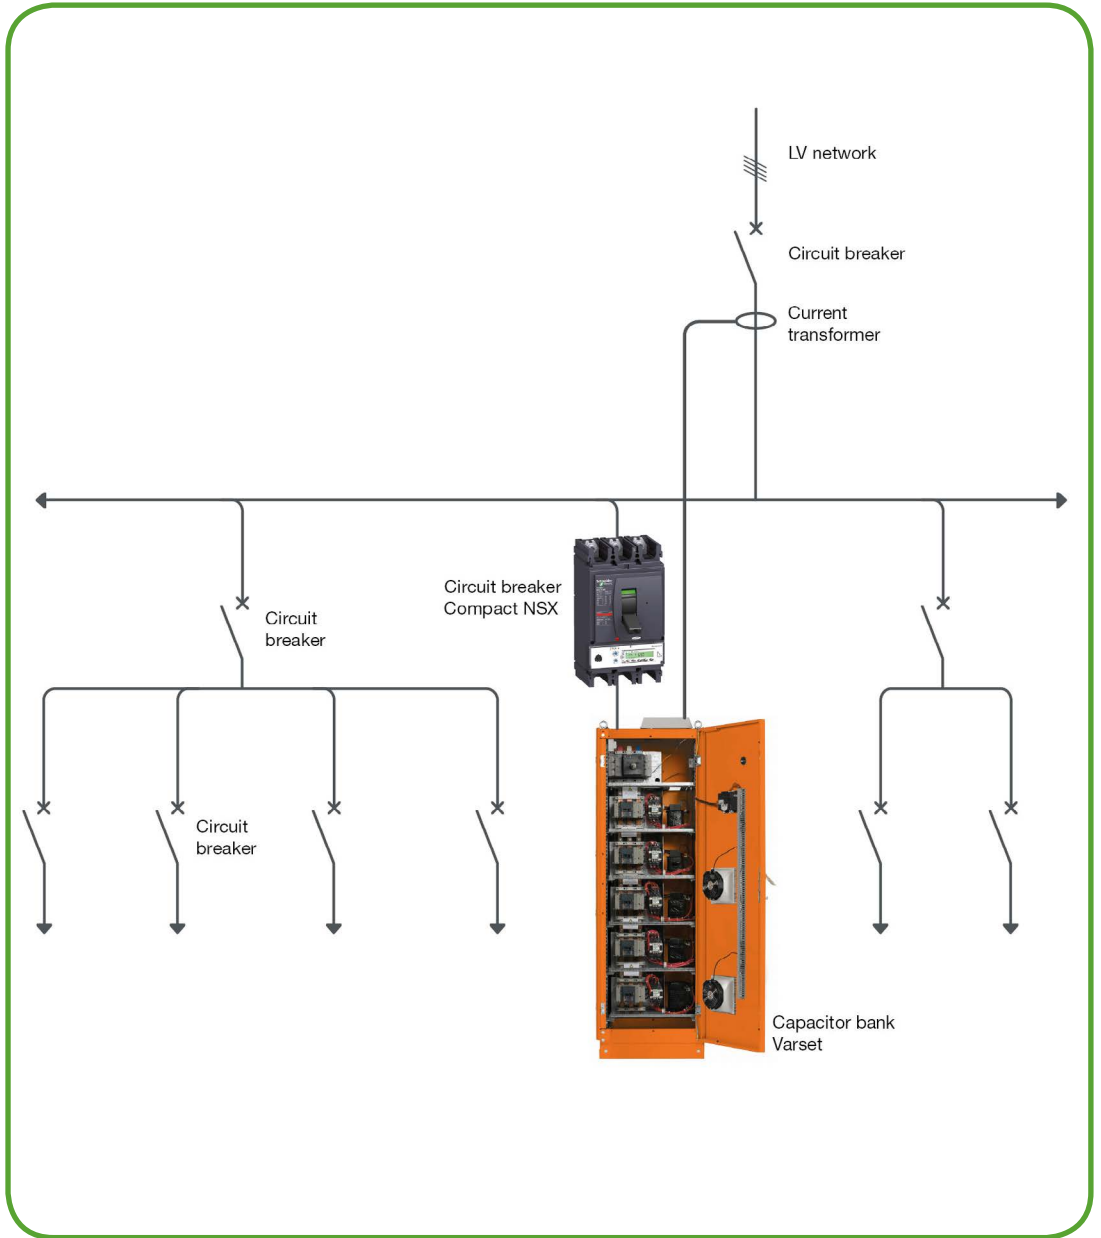 LV network
Circuit breaker
Current
transformer
Circuit breaker
Compact NSX
Circuit
breaker
Circuit
breaker
Capacitor bank
Varset